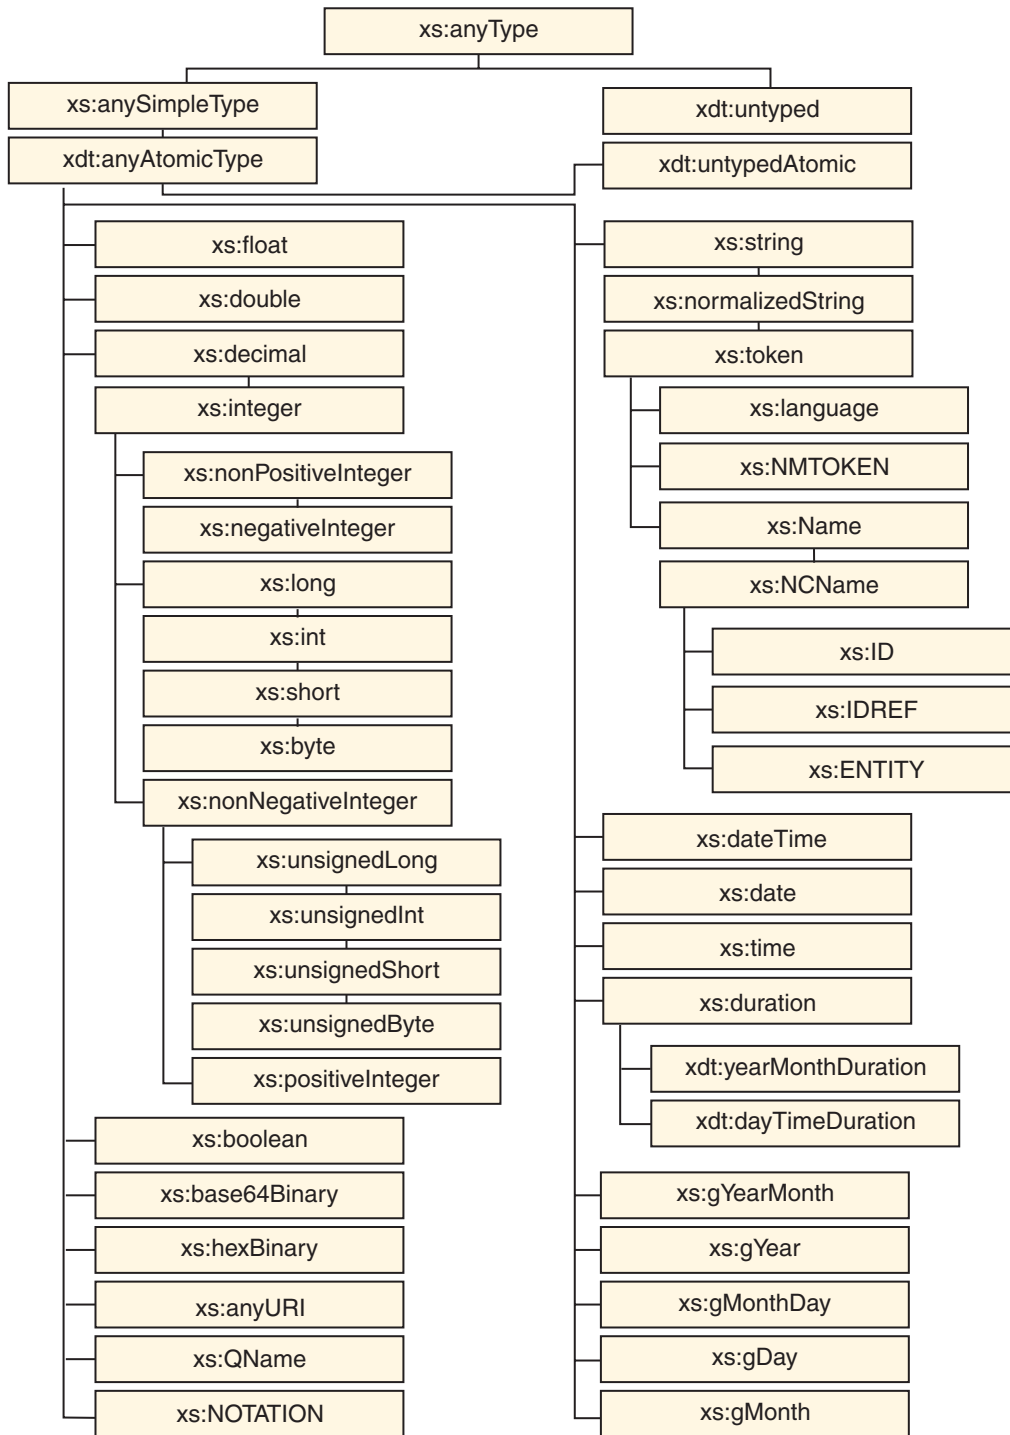 xs:anyType
xs:anySimpleType
xdt:untyped
xdt:anyAtomicType
xdt:untypedAtomic
xs:float
xs:double
xs:decimal
xs:integer
xs:nonPositiveInteger
xs:negativeInteger
xs:long
xs:int
xs:short
xs:byte
xs:nonNegativeInteger
xs:unsignedLong
xs:unsignedInt
xs:unsignedShort
xs:unsignedByte
xs:positiveInteger
xs:boolean
xs:base64Binary
xs:hexBinary
xs:anyURI
xs:QName
xs:NOTATION
xs:string
xs:normalizedString
xs:token
xs:language
xs:NMTOKEN
xs:Name
xs:NCName
xs:ID
xs:IDREF
xs:ENTITY
xs:dateTime
xs:date
xs:time
xs:duration
xdt:yearMonthDuration
xdt:dayTimeDuration
xs:gYearMonth
xs:gYear
xs:gMonthDay
xs:gDay
xs:gMonth